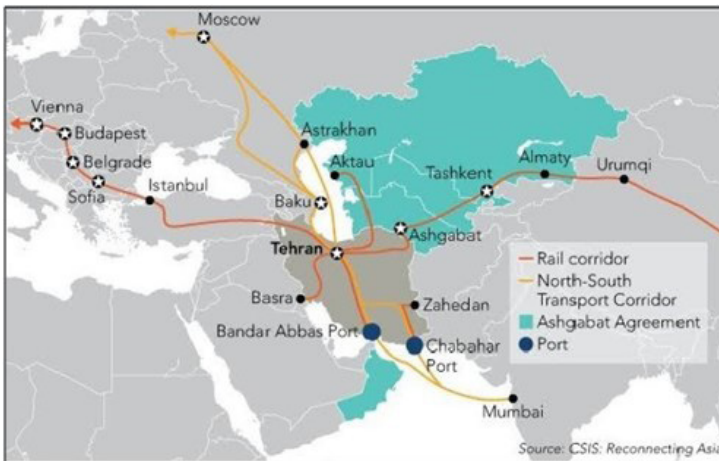 Moscow
Vienna
Budapest
Belgrade
Sofia
Istanbul
Astrakhan
Aktau
Baku
Tashkent
Almaty
Urumqi
Ashgabat
Tehran
Basra
Zahedan
Bandar Abbas Port
Chabahar
Port
Mumbai
Rail corridor
North-South
Transport Corridor
Ashgabat Agreement
Port
Source: CSIS: Reconnecting Asia